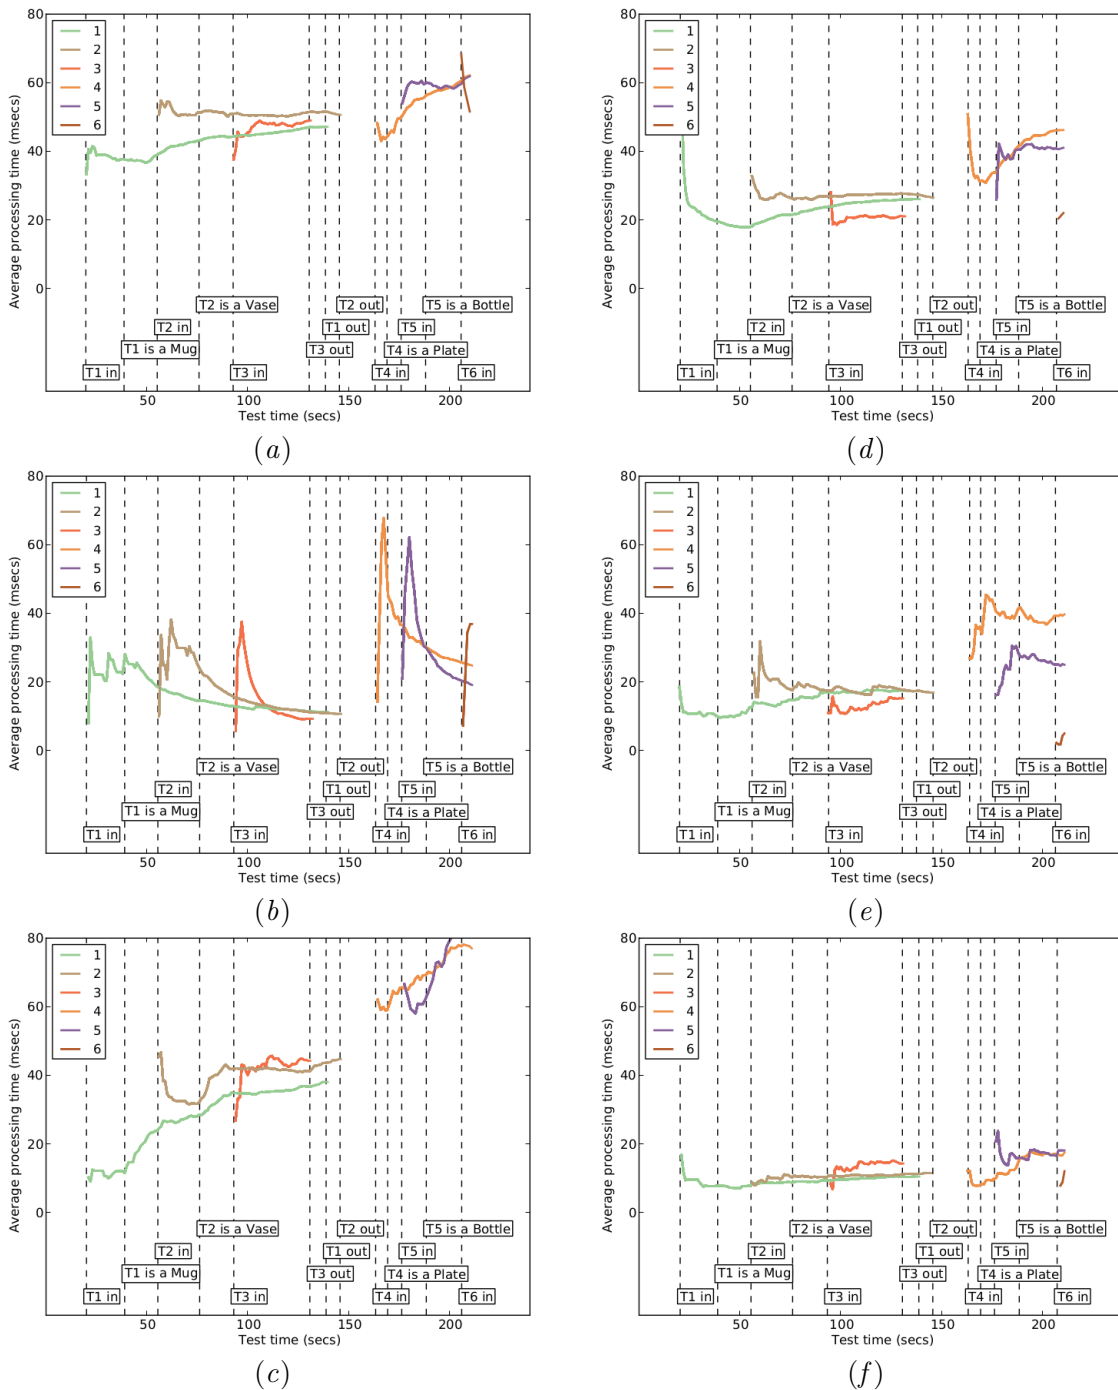 80
60
40
20
0
Average processing time (msecs)
1
2
3
4
5
6
T2 is a Vase
T2 out
T5 is a Bottle
T2 in
T1 out
T5 in
T1 is a Mug
T3 out
T4 is a Plate
T1 in
T3 in
T4 in
T6 in
50
100
150
200
Test time (secs)
(a)
80
60
40
20
0
Average processing time (msecs)
1
2
3
4
5
6
T2 is a Vase
T2 out
T5 is a Bottle
T2 in
T1 out
T5 in
T1 is a Mug
T3 out
T4 is a Plate
T1 in
T3 in
T4 in
T6 in
50
100
150
200
Test time (secs)
(d)
80
60
40
20
0
Average processing time (msecs)
1
2
3
4
5
6
T2 is a Vase
T2 out
T5 is a Bottle
T2 in
T1 out
T5 in
T1 is a Mug
T3 out
T4 is a Plate
T1 in
T3 in
T4 in
T6 in
50
100
150
200
Test time (secs)
(b)
80
60
40
20
0
Average processing time (msecs)
1
2
3
4
5
6
T2 is a Vase
T2 out
T5 is a Bottle
T2 in
T1 out
T5 in
T1 is a Mug
T3 out
T4 is a Plate
T1 in
T3 in
T4 in
T6 in
50
100
150
200
Test time (secs)
(e)
80
60
40
20
0
Average processing time (msecs)
1
2
3
4
5
6
T2 is a Vase
T2 out
T5 is a Bottle
T2 in
T1 out
T5 in
T1 is a Mug
T3 out
T4 is a Plate
T1 in
T3 in
T4 in
T6 in
50
100
150
200
Test time (secs)
(c)
80
60
40
20
0
Average processing time (msecs)
1
2
3
4
5
6
T2 is a Vase
T2 out
T5 is a Bottle
T2 in
T1 out
T5 in
T1 is a Mug
T3 out
T4 is a Plate
T1 in
T3 in
T4 in
T6 in
50
100
150
200
Test time (secs)
(f)